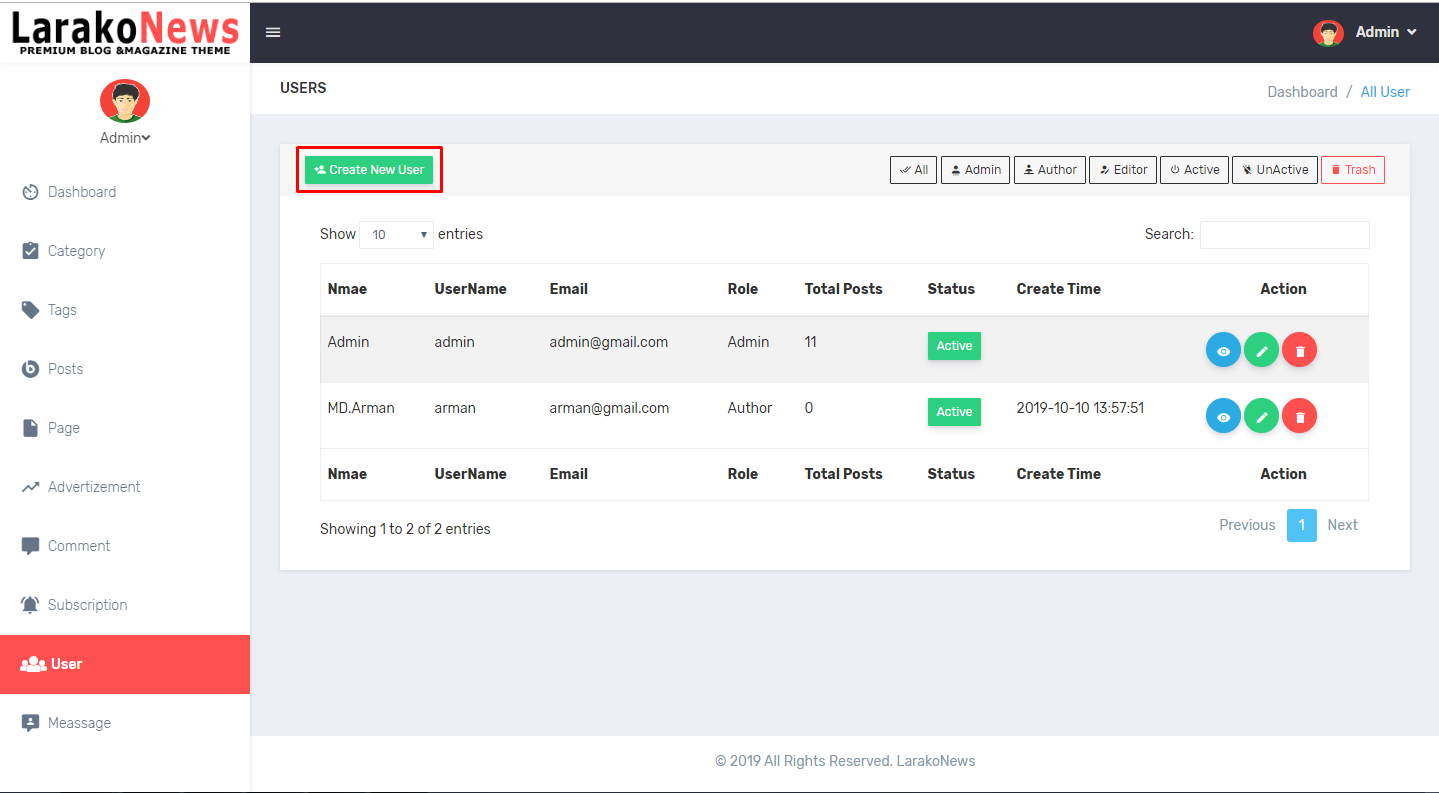 LarakoNews
PREMIUM BLOG &MAGAZINE THEME
Admin
Admin
Dashboard
Category
Tags
Posts
Page
Advertizement
Comment
Subscription
User
Meassage
USERS
Dashboard / All User
Create New User
All Admin Author Editor Active UnActive Trash
Show 10 entries
Search:
Nmae UserName Email Role Total Posts Status Create Time Action
Admin admin admin@gmail.com Admin 11 Active
MD.Arman arman arman@gmail.com Author 0 Active 2019-10-10 13:57:51
Nmae UserName Email Role Total Posts Status Create Time Action
Showing 1 to 2 of 2 entries
Previous 1 Next
© 2019 All Rights Reserved. LarakoNews